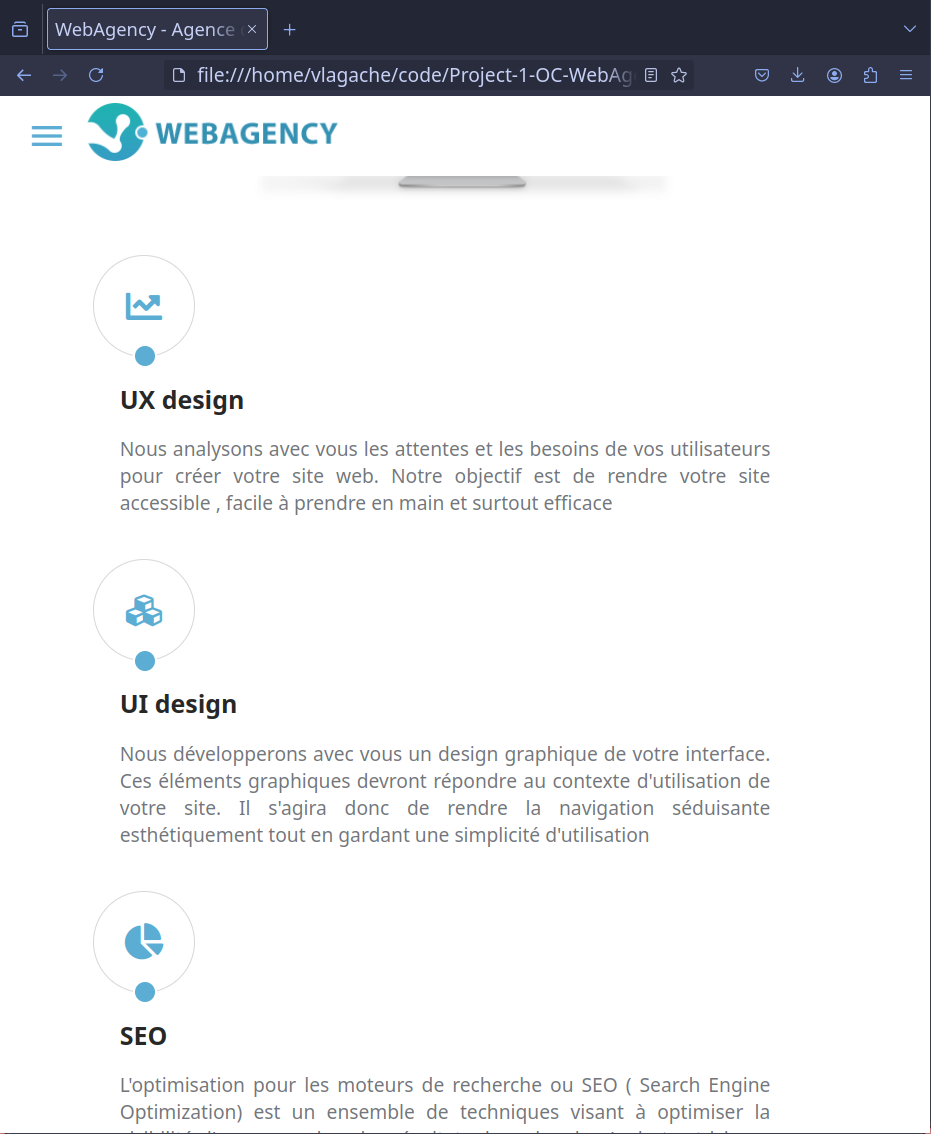 WebAgency - Agence
file:///home/vlagache/code/Project-1-OC-WebAg
WEBAGENCY
UX design
Nous analysons avec vous les attentes et les besoins de vos utilisateurs
pour créer votre site web. Notre objectif est de rendre votre site
accessible , facile à prendre en main et surtout efficace
UI design
Nous développerons avec vous un design graphique de votre interface.
Ces éléments graphiques devront répondre au contexte d'utilisation de
votre site. Il s'agira donc de rendre la navigation séduisante
esthétiquement tout en gardant une simplicité d'utilisation
SEO
L'optimisation pour les moteurs de recherche ou SEO ( Search Engine
Optimization) est un ensemble de techniques visant à optimiser la